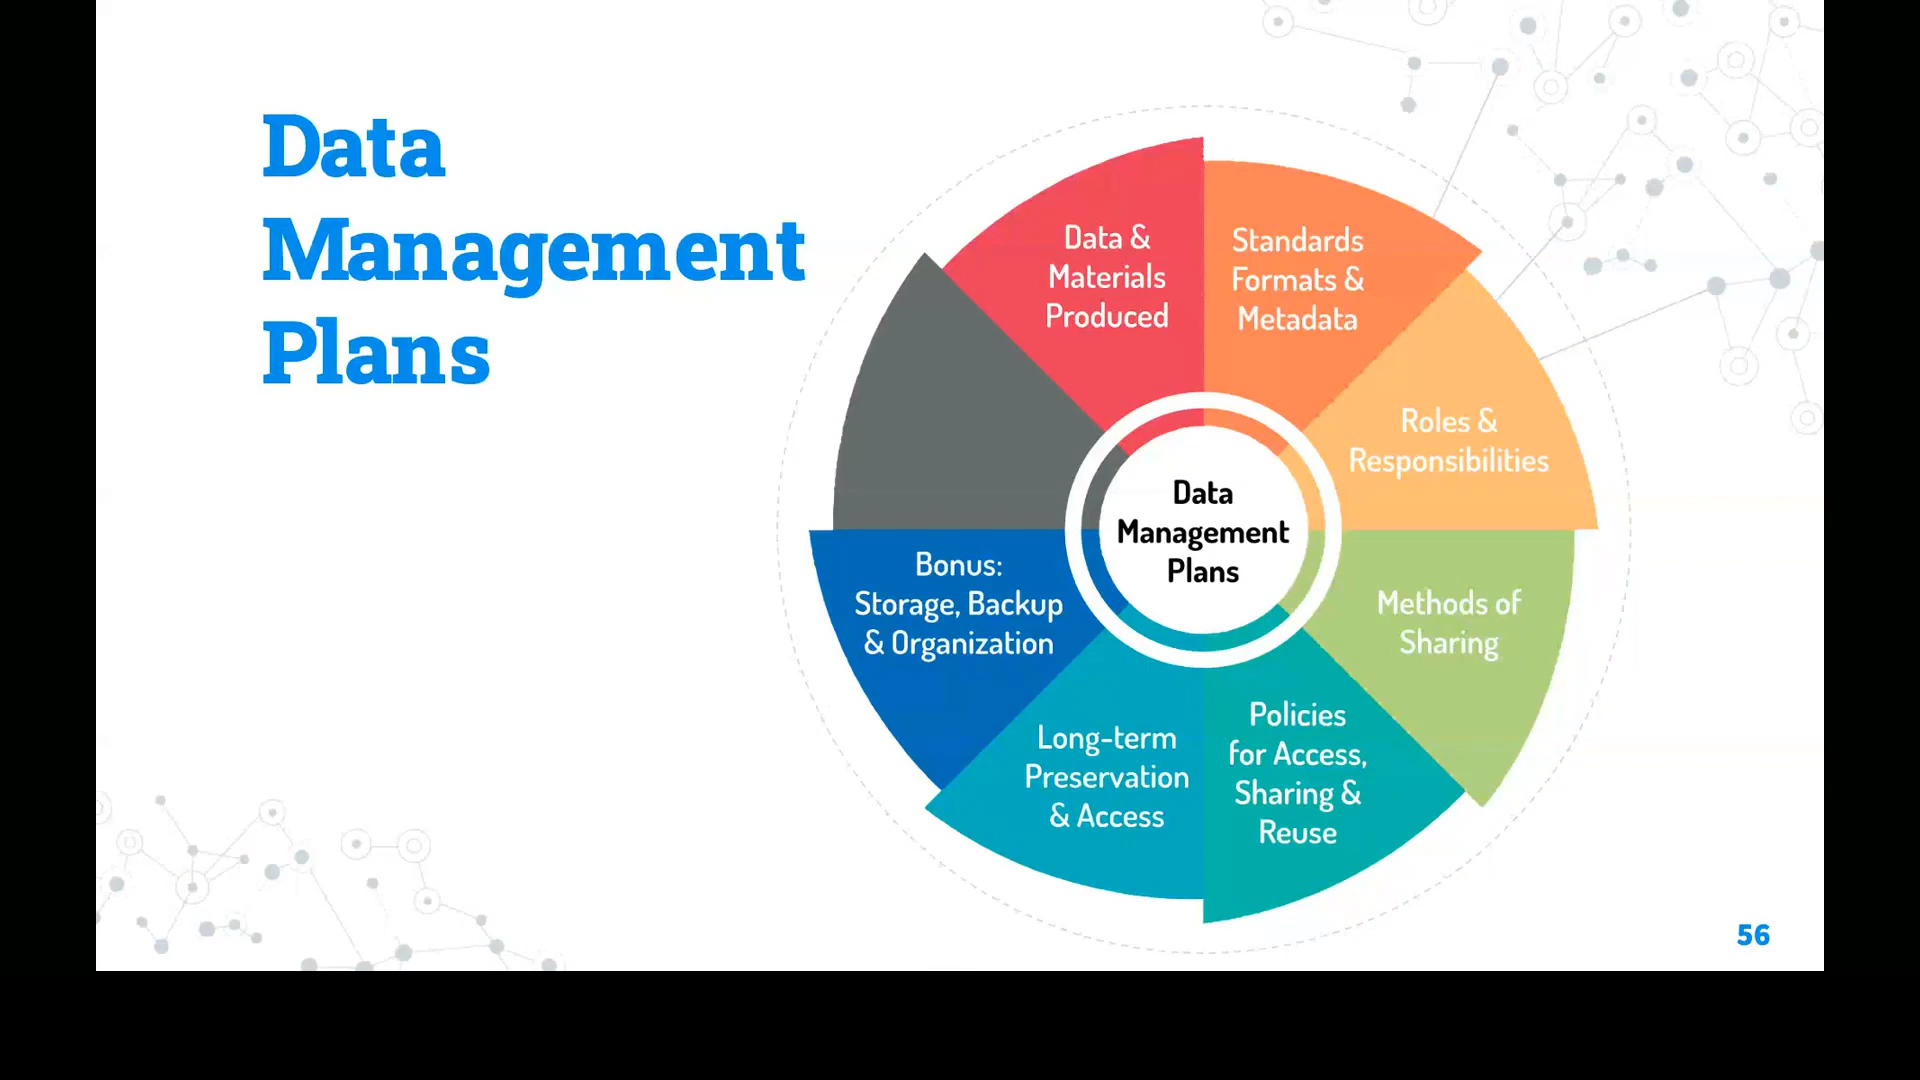 Data
Management
Plans
Data &
Materials
Produced
Standards
Formats &
Metadata
Roles &
Responsibilities
Methods of
Sharing
Policies
for Access,
Sharing &
Reuse
Long-term
Preservation
& Access
Bonus:
Storage, Backup
& Organization
Data
Management
Plans
56